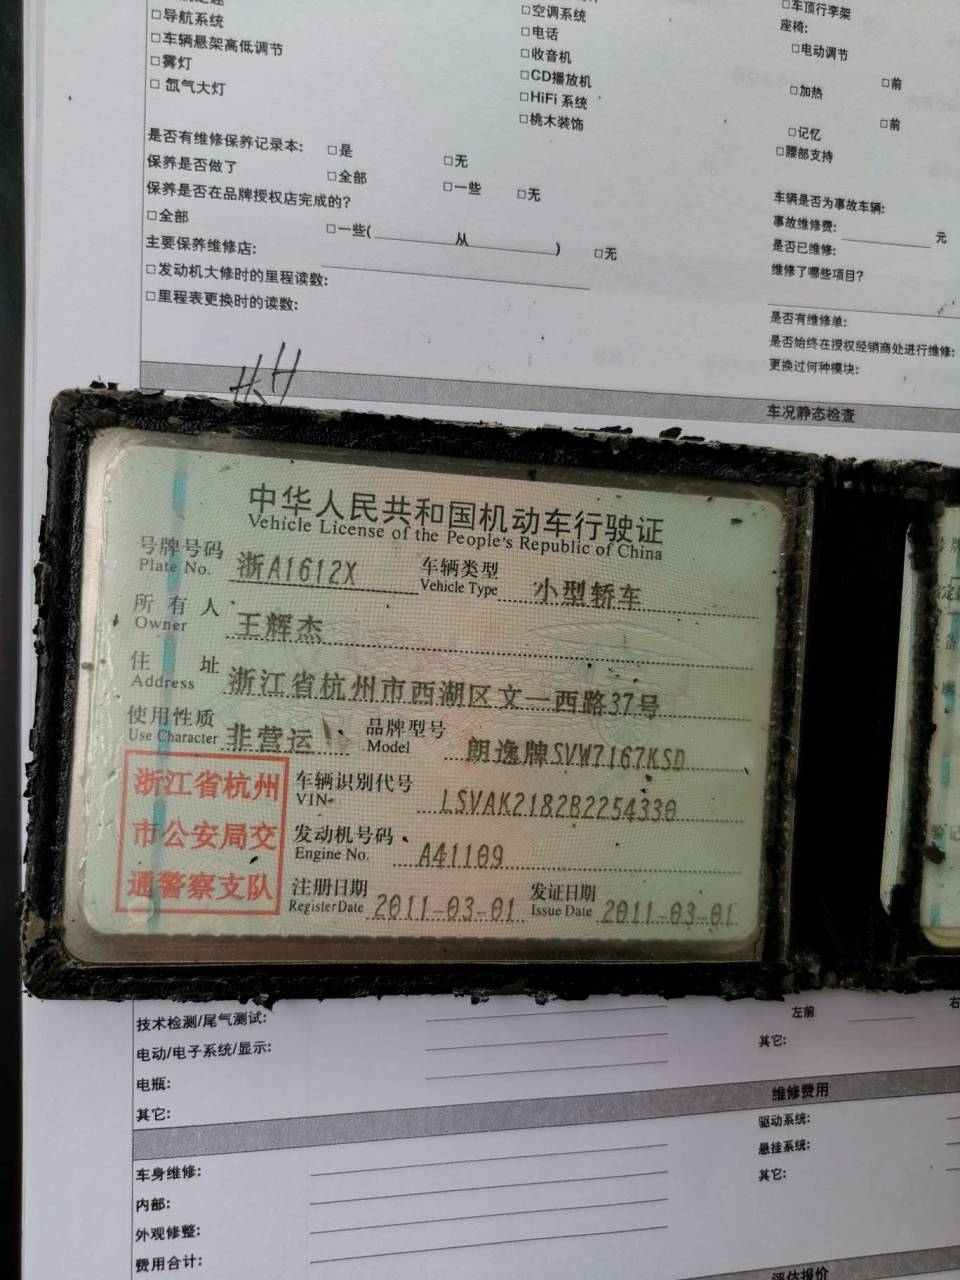 □导航系统
□空调系统
□车顶行李架
□车辆悬架高低调节
□电话
座椅:
□雾灯
□收音机
□电动调节
□氙气大灯
□CD播放机
□前
□HiFi 系统
□加热
□桃木装饰
□前
□记忆
□腰部支持
是否有维修保养记录本: □是 □无
保养是否做了 □全部 □一些 □无
保养是否在品牌授权店完成的?
□全部 □一些( 从 ) □无
主要保养维修店:
□发动机大修时的里程读数:
□里程表更换时的读数:
车辆是否为事故车辆:
事故维修费: 元
是否已维修:
维修了哪些项目?
是否有维修单:
是否始终在授权经销商处进行维修:
更换过何种模块:
车况静态检查
中华人民共和国机动车行驶证
Vehicle License of the People's Republic of China
号牌号码 浙A1612X 车辆类型 小型轿车
Plate No. Vehicle Type
所有人 王辉杰
Owner
住址 浙江省杭州市西湖区文一西路37号
Address
使用性质 非营运 品牌型号 朗逸牌SVW7167KSD
Use Character Model
浙江省杭州
市公安局交
通警察支队
车辆识别代号 LSVAK2182B2254330
VIN
发动机号码 A41109
Engine No.
注册日期 2011-03-01 发证日期 2011-03-01
Register Date Issue Date
技术检测/尾气测试:
左前
右
电动/电子系统/显示:
其它:
电瓶:
其它:
维修费用
驱动系统:
车身维修:
悬挂系统:
内部:
其它:
外观修整:
费用合计:
评估报价